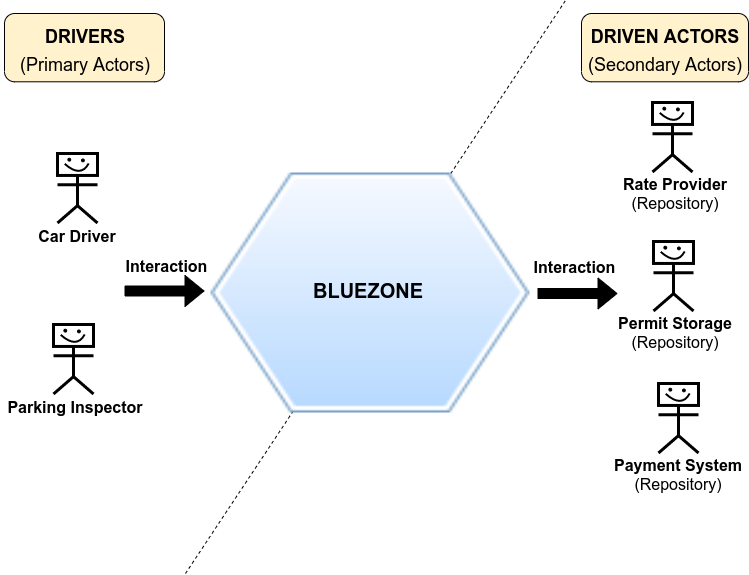 DRIVERS
(Primary Actors)
DRIVEN ACTORS
(Secondary Actors)
Car Driver
Interaction
Parking Inspector
BLUEZONE
Interaction
Rate Provider
(Repository)
Permit Storage
(Repository)
Payment System
(Repository)